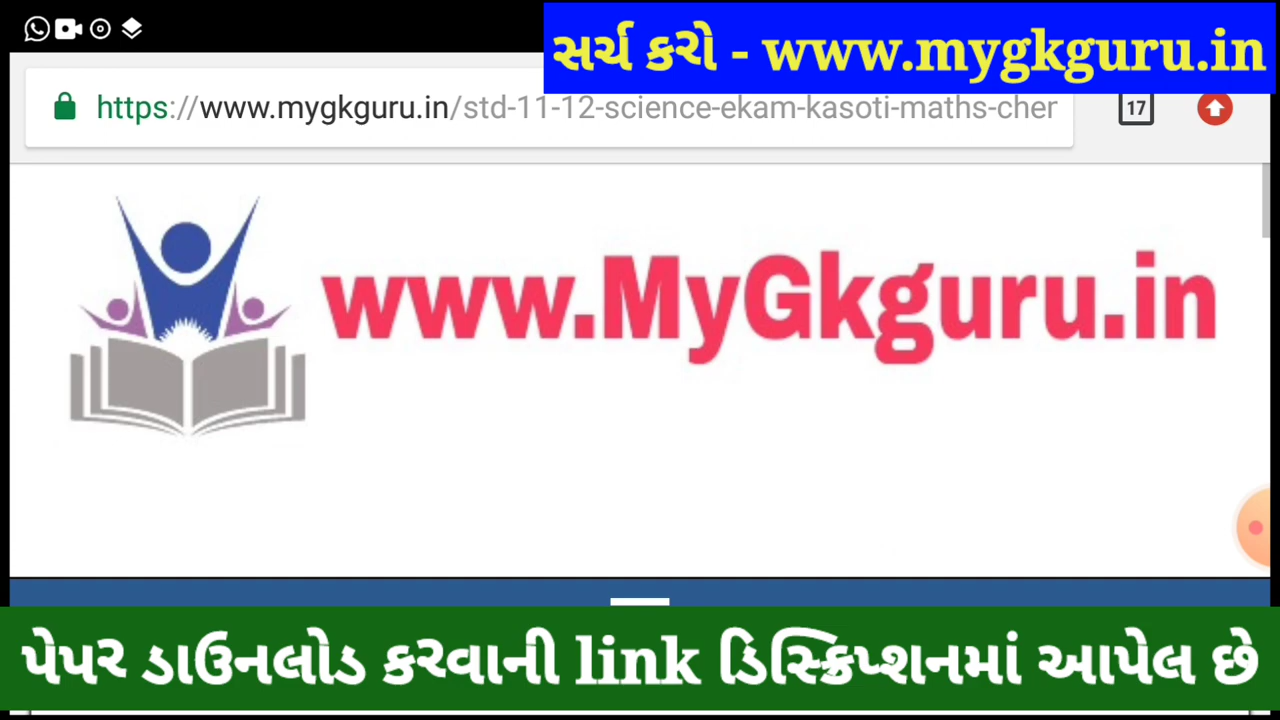 સર્ચ કરો - www.mygkguru.in
https://www.mygkguru.in/std-11-12-science-ekam-kasoti-maths-cher
17
www.MyGkguru.in
પેપર ડાઉનલોડ કરવાની link ડિસ્ક્રિપ્શનમાં આપેલ છે